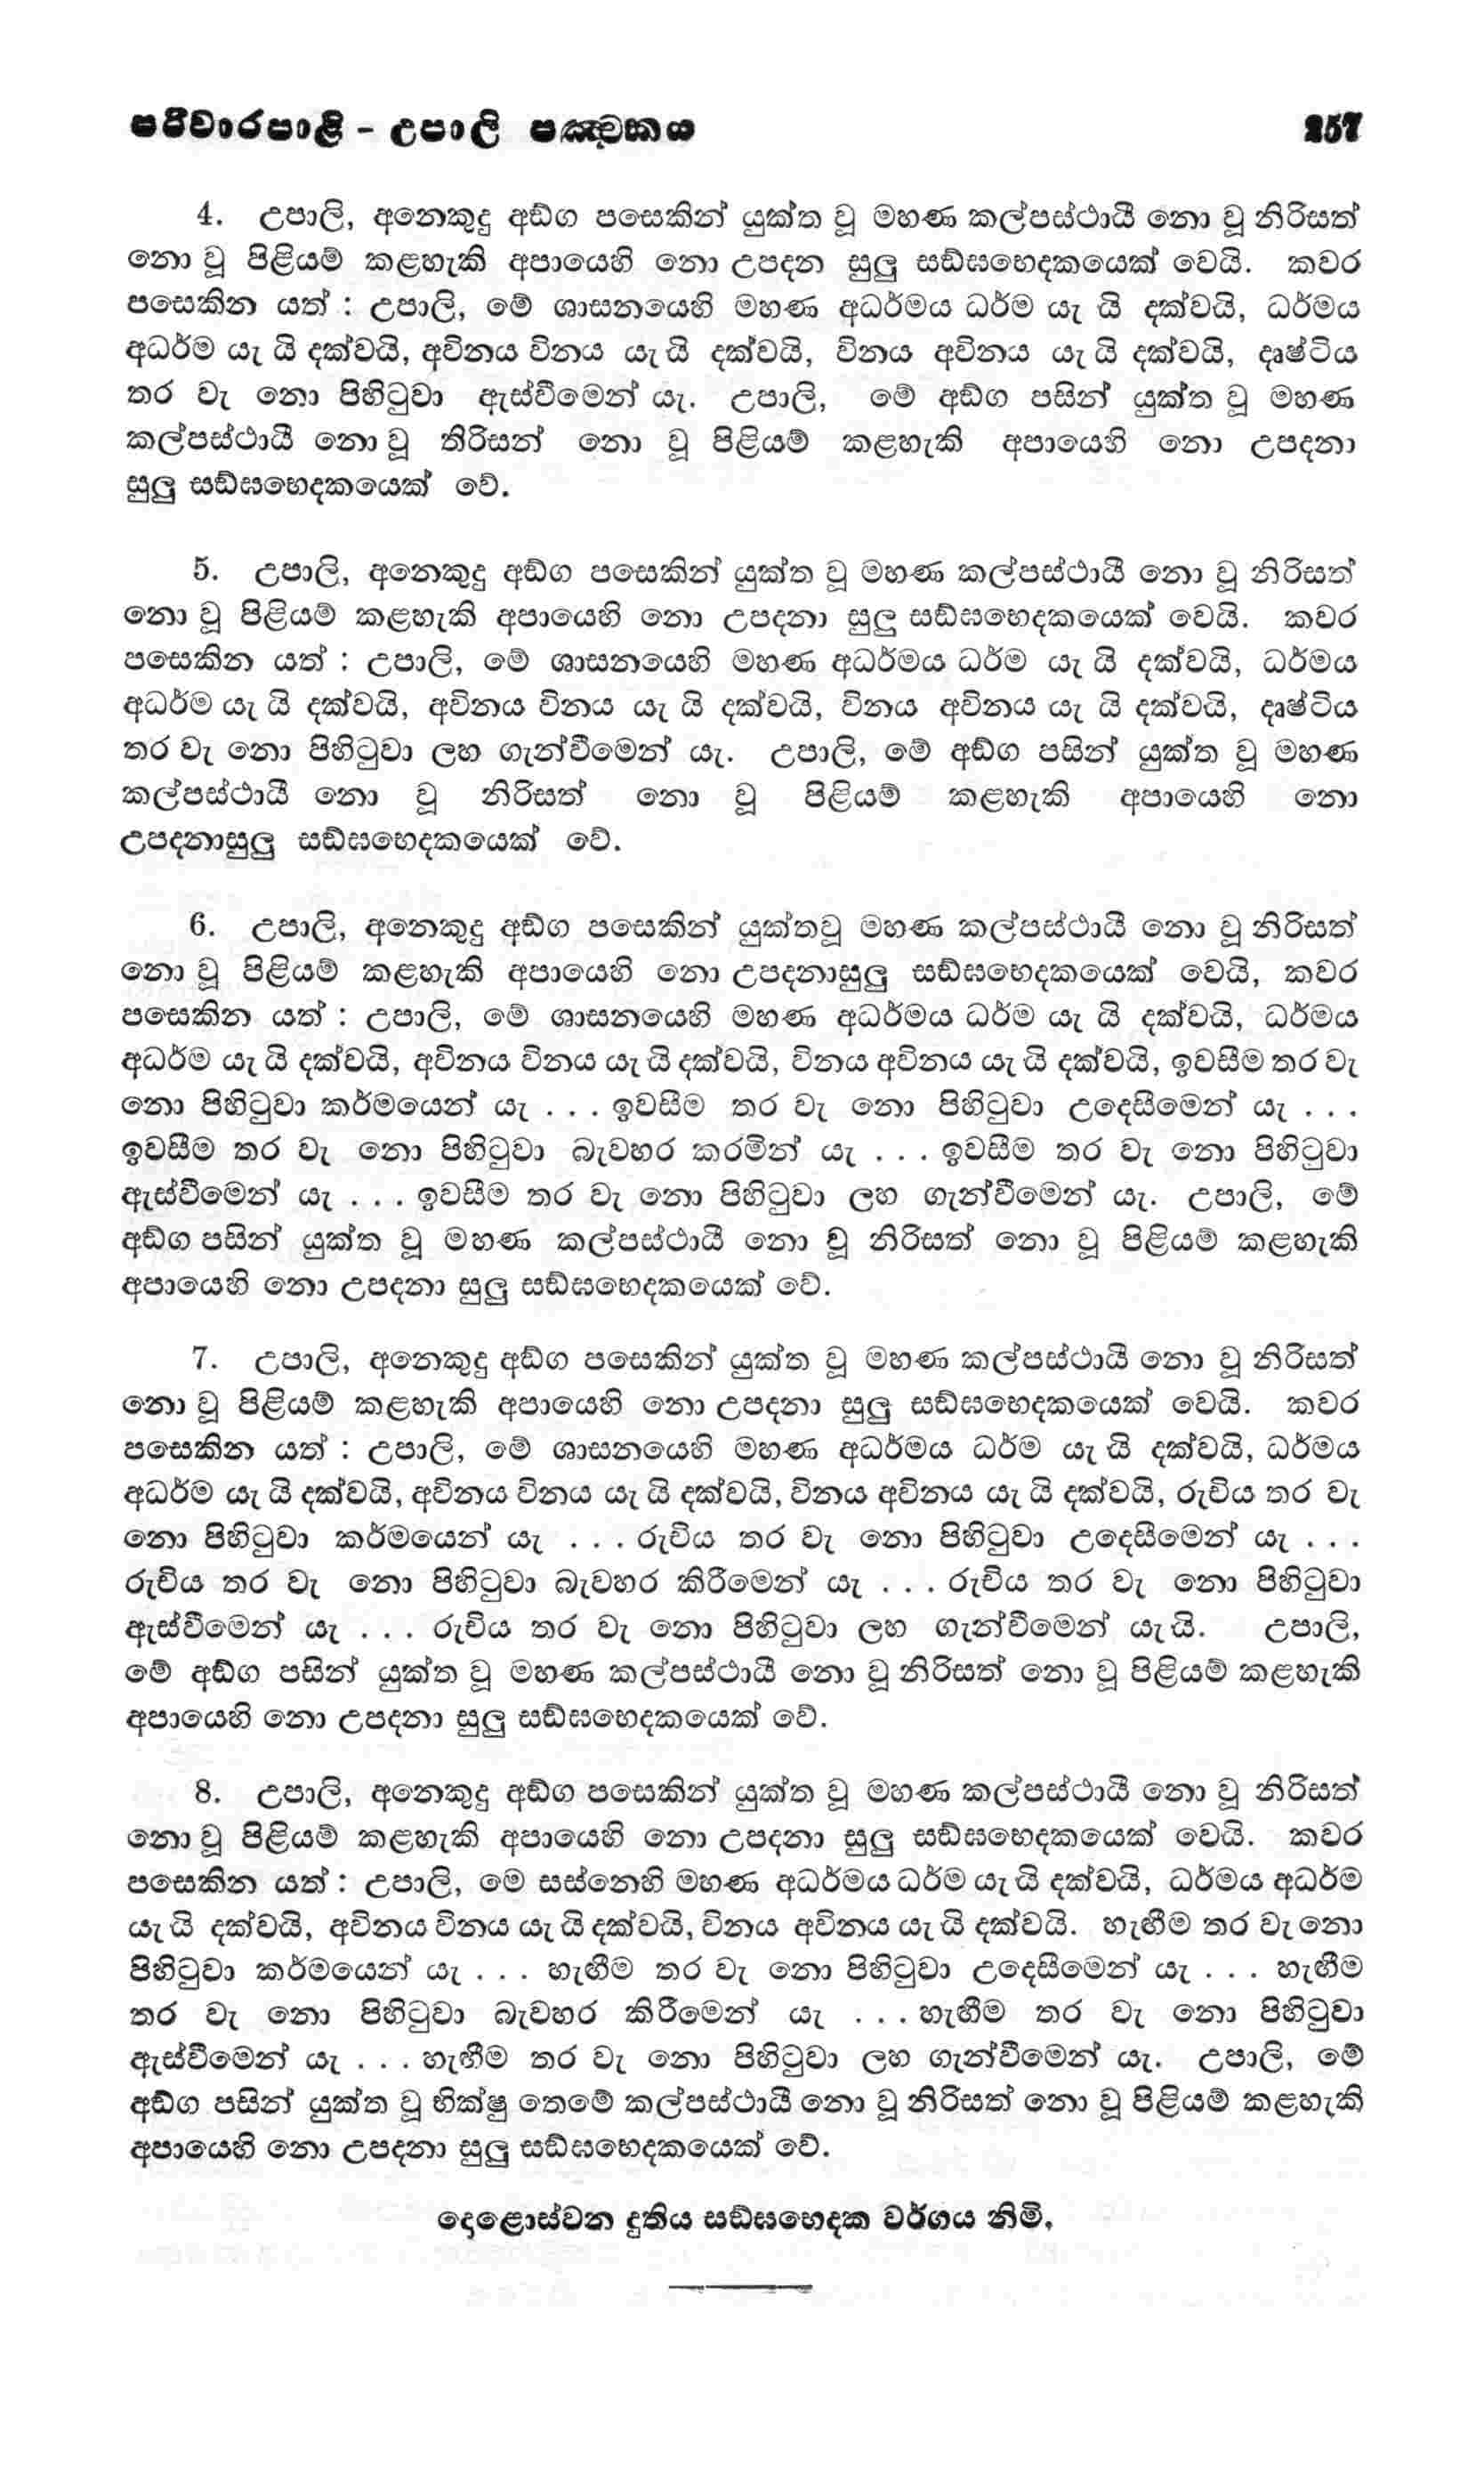 පරිවාරපාළි - උපාලි පඤ්චකය 257
4. උපාලි, අනෙකුදු අඞ්ග පසෙකින් යුක්ත වූ මහණ කල්පස්ථායී නො වූ නිරිසත්
නො වූ පිළියම් කළහැකි අපායෙහි නො උපදන සුලු සඞ්ඝභෙදකයෙක් වෙයි. කවර
පසෙකින යත් : උපාලි, මේ ශාසනයෙහි මහණ අධර්මය ධර්ම යැ යි දක්වයි, ධර්මය
අධර්ම යැ යි දක්වයි, අවිනය විනය යැ යි දක්වයි, විනය අවිනය යැ යි දක්වයි, දෘෂ්ටිය
තර වැ නො පිහිටුවා ඇස්වීමෙන් යැ. උපාලි, මේ අඞ්ග පසින් යුක්ත වූ මහණ
කල්පස්ථායී නො වූ තිරිසන් නො වූ පිළියම් කළහැකි අපායෙහි නො උපදනා
සුලු සඞ්ඝභෙදකයෙක් වේ.
5. උපාලි, අනෙකුදු අඞ්ග පසෙකින් යුක්ත වූ මහණ කල්පස්ථායී නො වූ නිරිසත්
නො වූ පිළියම් කළහැකි අපායෙහි නො උපදනා සුලු සඞ්ඝභෙදකයෙක් වෙයි. කවර
පසෙකින යත් : උපාලි, මේ ශාසනයෙහි මහණ අධර්මය ධර්ම යැ යි දක්වයි, ධර්මය
අධර්ම යැ යි දක්වයි, අවිනය විනය යැ යි දක්වයි, විනය අවිනය යැ යි දක්වයි, දෘෂ්ටිය
තර වැ නො පිහිටුවා ලහ ගැන්වීමෙන් යැ. උපාලි, මේ අඞ්ග පසින් යුක්ත වූ මහණ
කල්පස්ථායී නො වූ නිරිසත් නො වූ පිළියම් කළහැකි අපායෙහි නො
උපදනාසුලු සඞ්ඝභෙදකයෙක් වේ.
6. උපාලි, අනෙකුදු අඞ්ග පසෙකින් යුක්තවූ මහණ කල්පස්ථායී නො වූ නිරිසත්
නො වූ පිළියම් කළහැකි අපායෙහි නො උපදනාසුලු සඞ්ඝභෙදකයෙක් වෙයි, කවර
පසෙකින යත් : උපාලි, මේ ශාසනයෙහි මහණ අධර්මය ධර්ම යැ යි දක්වයි, ධර්මය
අධර්ම යැ යි දක්වයි, අවිනය විනය යැ යි දක්වයි, විනය අවිනය යැ යි දක්වයි, ඉවසීම තර වැ
නො පිහිටුවා කර්මයෙන් යැ . . . ඉවසීම තර වැ නො පිහිටුවා උදෙසීමෙන් යැ . . .
ඉවසීම තර වැ නො පිහිටුවා බැවහර කරමින් යැ . . . ඉවසීම තර වැ නො පිහිටුවා
ඇස්වීමෙන් යැ . . . ඉවසීම තර වැ නො පිහිටුවා ලහ ගැන්වීමෙන් යැ. උපාලි, මේ
අඞ්ග පසින් යුක්ත වූ මහණ කල්පස්ථායී නො වූ නිරිසත් නො වූ පිළියම් කළහැකි
අපායෙහි නො උපදනා සුලු සඞ්ඝභෙදකයෙක් වේ.
7. උපාලි, අනෙකුදු අඞ්ග පසෙකින් යුක්ත වූ මහණ කල්පස්ථායී නො වූ නිරිසත්
නො වූ පිළියම් කළහැකි අපායෙහි නො උපදනා සුලු සඞ්ඝභෙදකයෙක් වෙයි. කවර
පසෙකින යත් : උපාලි, මේ ශාසනයෙහි මහණ අධර්මය ධර්ම යැ යි දක්වයි, ධර්මය
අධර්ම යැ යි දක්වයි, අවිනය විනය යැ යි දක්වයි, විනය අවිනය යැ යි දක්වයි, රුචිය තර වැ
නො පිහිටුවා කර්මයෙන් යැ . . . රුචිය තර වැ නො පිහිටුවා උදෙසීමෙන් යැ . . .
රුචිය තර වැ නො පිහිටුවා බැවහර කිරීමෙන් යැ . . . රුචිය තර වැ නො පිහිටුවා
ඇස්වීමෙන් යැ . . . රුචිය තර වැ නො පිහිටුවා ලහ ගැන්වීමෙන් යැයි. උපාලි,
මේ අඞ්ග පසින් යුක්ත වූ මහණ කල්පස්ථායී නො වූ නිරිසත් නො වූ පිළියම් කළහැකි
අපායෙහි නො උපදනා සුලු සඞ්ඝභෙදකයෙක් වේ.
8. උපාලි, අනෙකුදු අඞ්ග පසෙකින් යුක්ත වූ මහණ කල්පස්ථායී නො වූ නිරිසත්
නො වූ පිළියම් කළහැකි අපායෙහි නො උපදනා සුලු සඞ්ඝභෙදකයෙක් වෙයි. කවර
පසෙකින යත් : උපාලි, මෙ සස්නෙහි මහණ අධර්මය ධර්ම යැ යි දක්වයි, ධර්මය අධර්ම
යැ යි දක්වයි, අවිනය විනය යැ යි දක්වයි, විනය අවිනය යැ යි දක්වයි. හැඟීම තර වැ නො
පිහිටුවා කර්මයෙන් යැ . . . හැඟීම තර වැ නො පිහිටුවා උදෙසීමෙන් යැ . . . හැඟීම
තර වැ නො පිහිටුවා බැවහර කිරීමෙන් යැ . . . හැඟීම තර වැ නො පිහිටුවා
ඇස්වීමෙන් යැ . . . හැඟීම තර වැ නො පිහිටුවා ලහ ගැන්වීමෙන් යැ. උපාලි, මේ
අඞ්ග පසින් යුක්ත වූ භික්ෂු තෙමේ කල්පස්ථායී නො වූ නිරිසත් නො වූ පිළියම් කළහැකි
අපායෙහි නො උපදනා සුලු සඞ්ඝභෙදකයෙක් වේ.
දොළොස්වන දුතිය සඞ්ඝභෙදක වර්ගය නිමි.